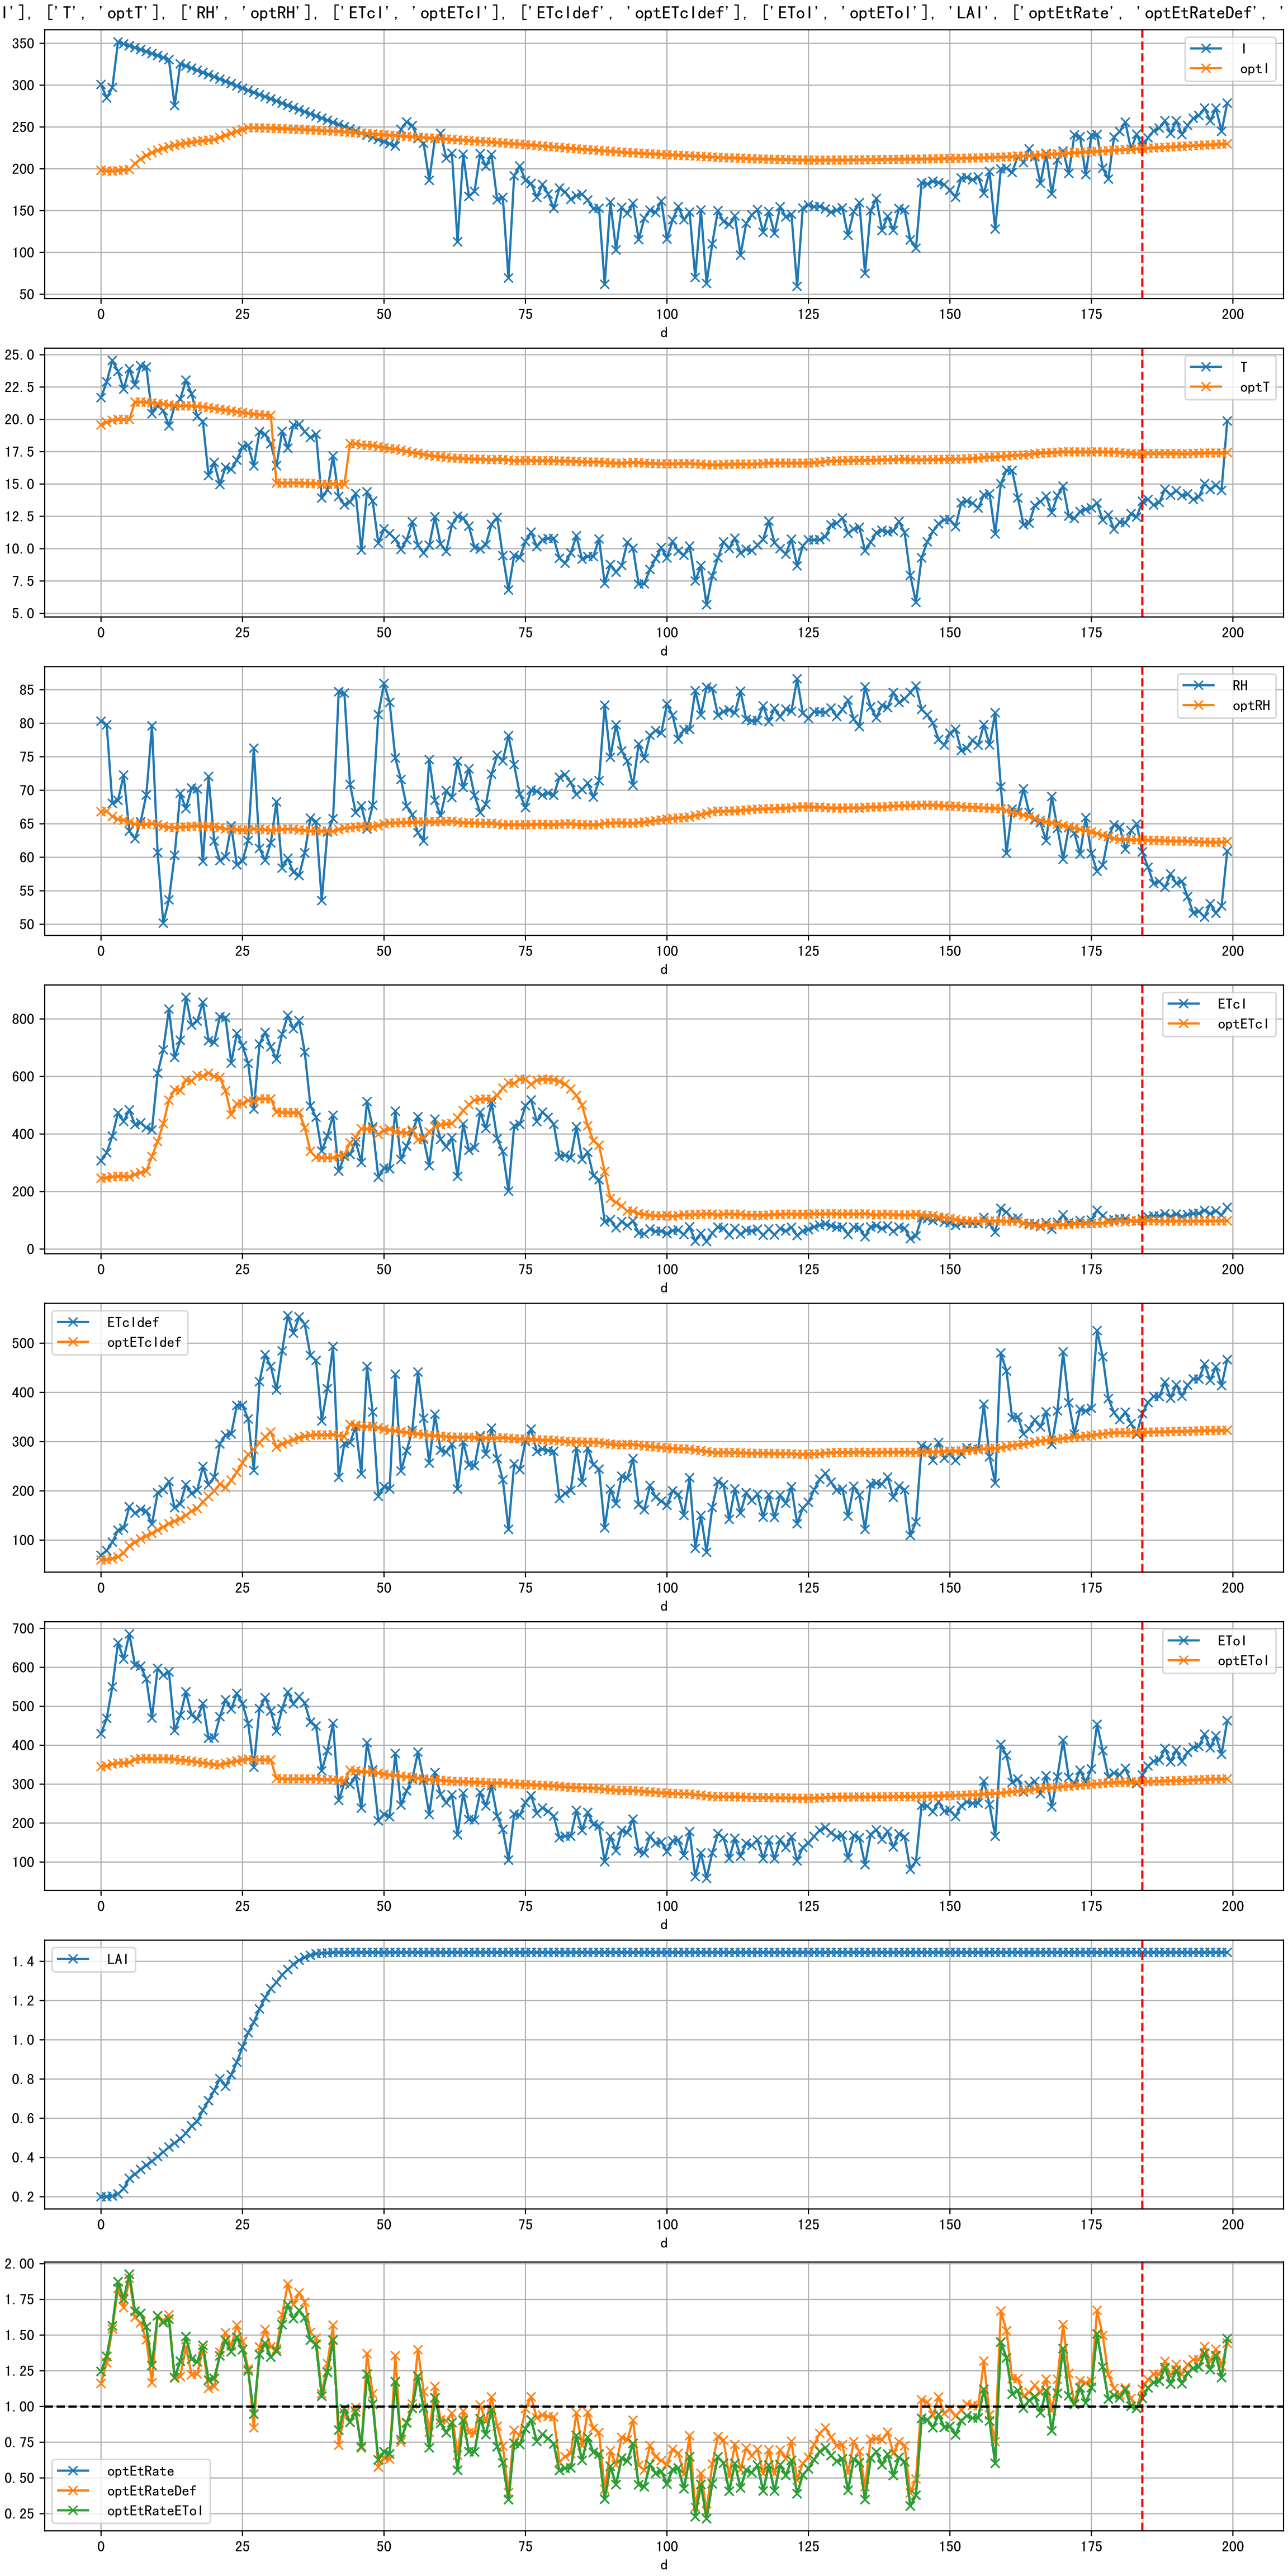 I'], ['T', 'optT'], ['RH', 'optRH'], ['ETcI', 'optETcI'], ['ETcIdef', 'optETcIdef'], ['EToI', 'optEToI'], 'LAI', ['optEtRate', 'optEtRateDef', '
350
300
250
200
150
100
50
I
optI
0 25 50 75 100 125 150 175 200
d
25.0
22.5
20.0
17.5
15.0
12.5
10.0
7.5
5.0
T
optT
0 25 50 75 100 125 150 175 200
d
85
80
75
70
65
60
55
50
RH
optRH
0 25 50 75 100 125 150 175 200
d
800
600
400
200
0
ETcI
optETcI
0 25 50 75 100 125 150 175 200
d
500
400
300
200
100
ETcIdef
optETcIdef
0 25 50 75 100 125 150 175 200
d
700
600
500
400
300
200
100
EToI
optEToI
0 25 50 75 100 125 150 175 200
d
1.4
1.2
1.0
0.8
0.6
0.4
0.2
LAI
0 25 50 75 100 125 150 175 200
d
2.00
1.75
1.50
1.25
1.00
0.75
0.50
0.25
optEtRate
optEtRateDef
optEtRateEToI
0 25 50 75 100 125 150 175 200
d